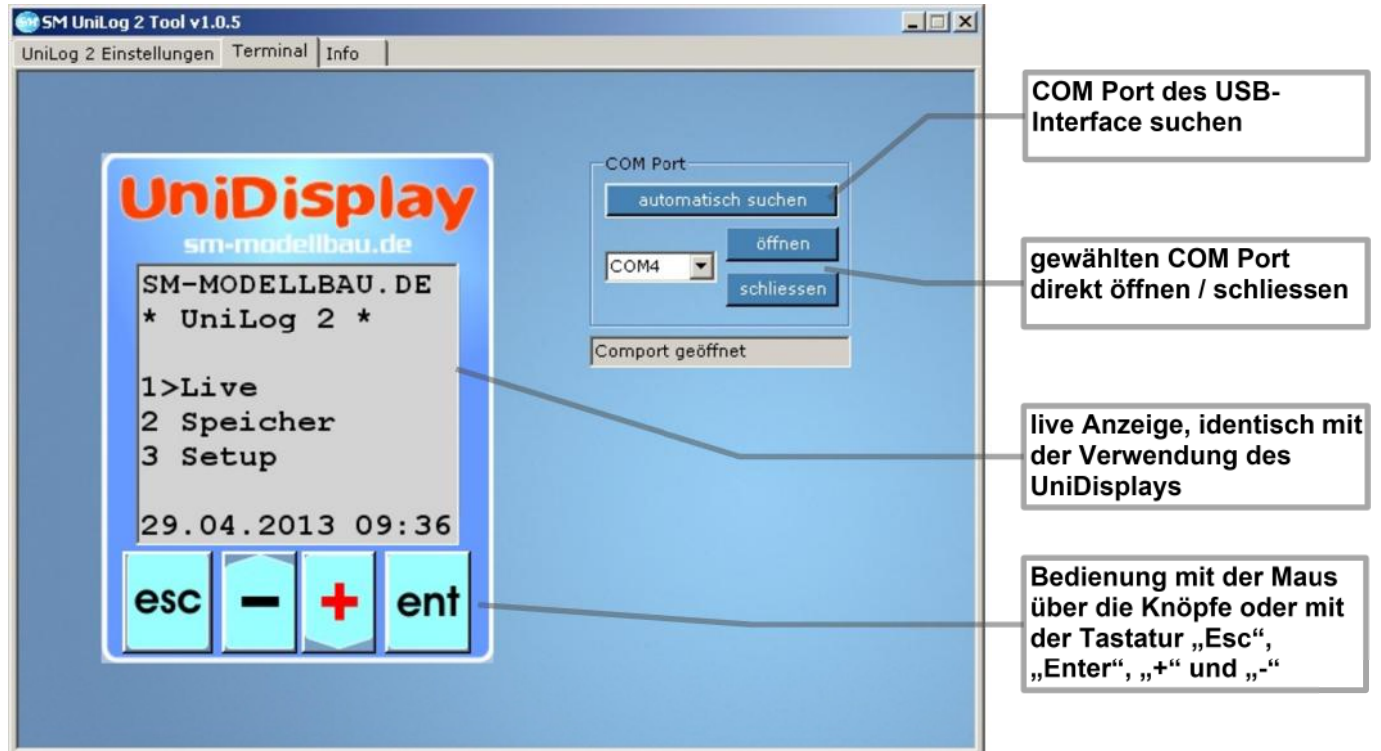 SM UniLog 2 Tool v1.0.5
UniLog 2 Einstellungen Terminal Info
UniDisplay
sm-modellbau.de
SM-MODELLBAU.DE
* UniLog 2 *
1>Live
2 Speicher
3 Setup
29.04.2013 09:36
esc - + ent
COM Port
automatisch suchen
öffnen
COM4
schliessen
Comport geöffnet
COM Port des USB-
Interface suchen
gewählten COM Port
direkt öffnen / schliessen
live Anzeige, identisch mit
der Verwendung des
UniDisplays
Bedienung mit der Maus
über die Knöpfe oder mit
der Tastatur „Esc“,
„Enter“, „+“ und „-“